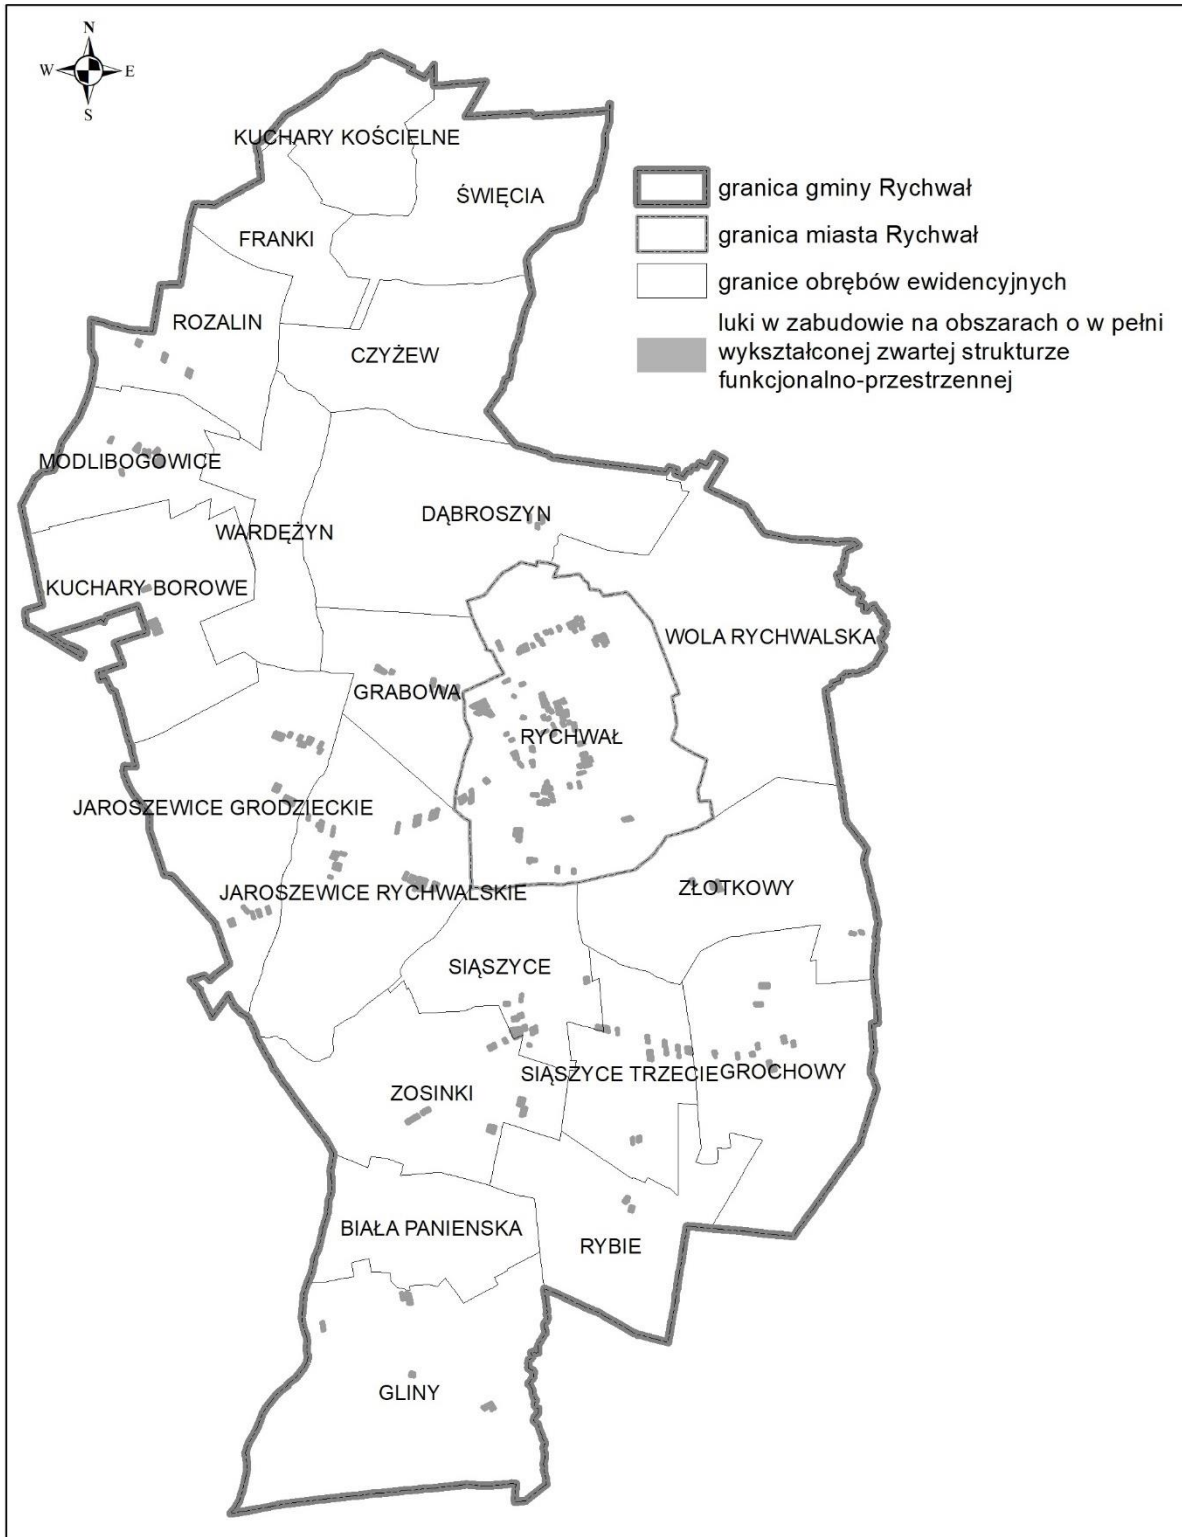 N
W E
S
KUCHARY KOŚCIELNE
ŚWIĘCIA
FRANKI
ROZALIN
CZYŻEW
granica gminy Rychwał
granica miasta Rychwał
granice obrębów ewidencyjnych
luki w zabudowie na obszarach o w pełni
wykształconej zwartej strukturze
funkcjonalno-przestrzennej
MODLIBOGOWICE
DĄBROSZYN
WARDĘŻYN
KUCHARY BOROWE
WOLA RYCHWALSKA
GRABOWA
RYCHWAŁ
JAROSZEWICE GRODZIECKIE
JAROSZEWICE RYCHWALSKIE
ZŁOTKOWY
SIĄSZYCE
SIĄSZYCE TRZECIE
GROCHOWY
ZOSINKI
BIAŁA PANIENSKA
RYBIE
GLINY